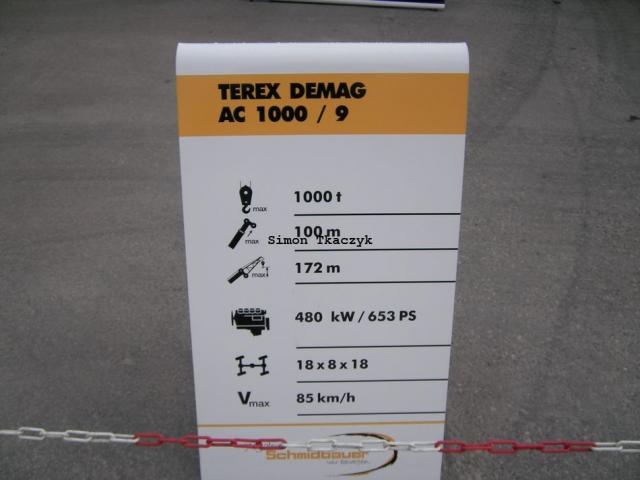 TEREX DEMAG
AC 1000 / 9
max 1000 t
max 100 m
Simon Tkaczyk
max 172 m
480 kW / 653 PS
18 x 8 x 18
Vmax 85 km/h
Schmidbauer